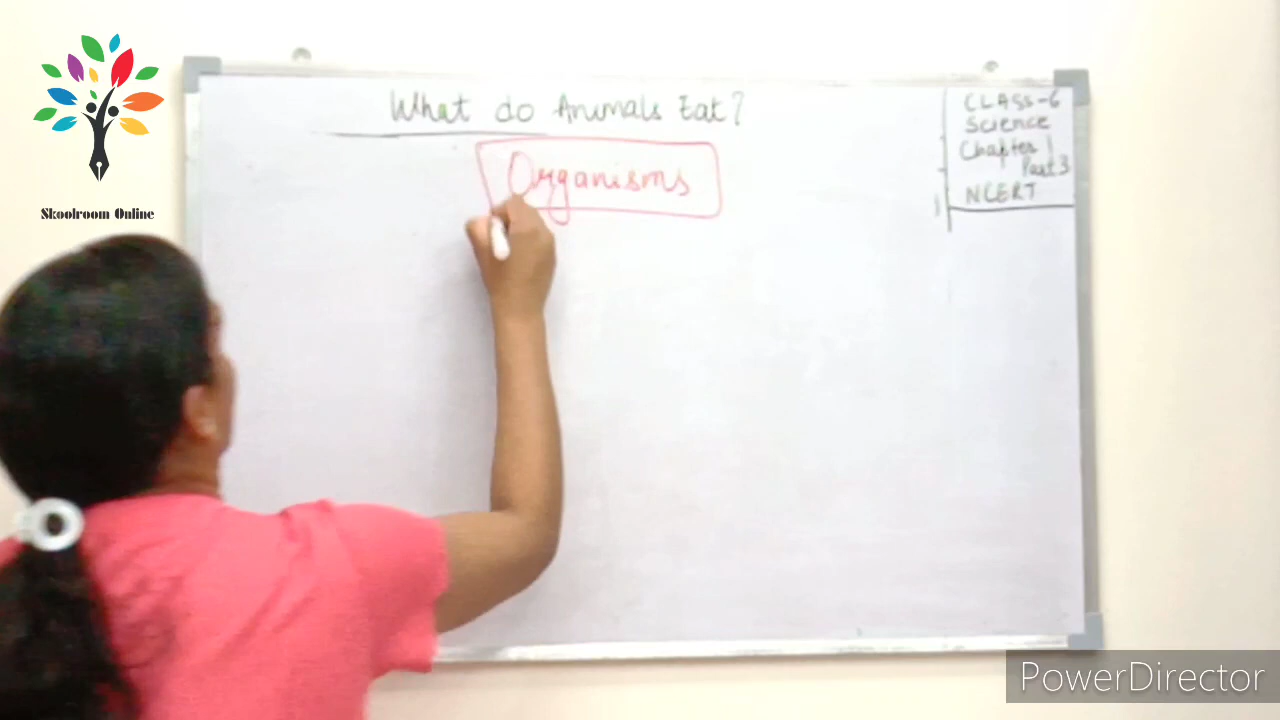 Skoolroom Online
What do Animals Eat?
Organisms
CLASS-6
Science
Chapter 1
Part 3
NCERT
PowerDirector